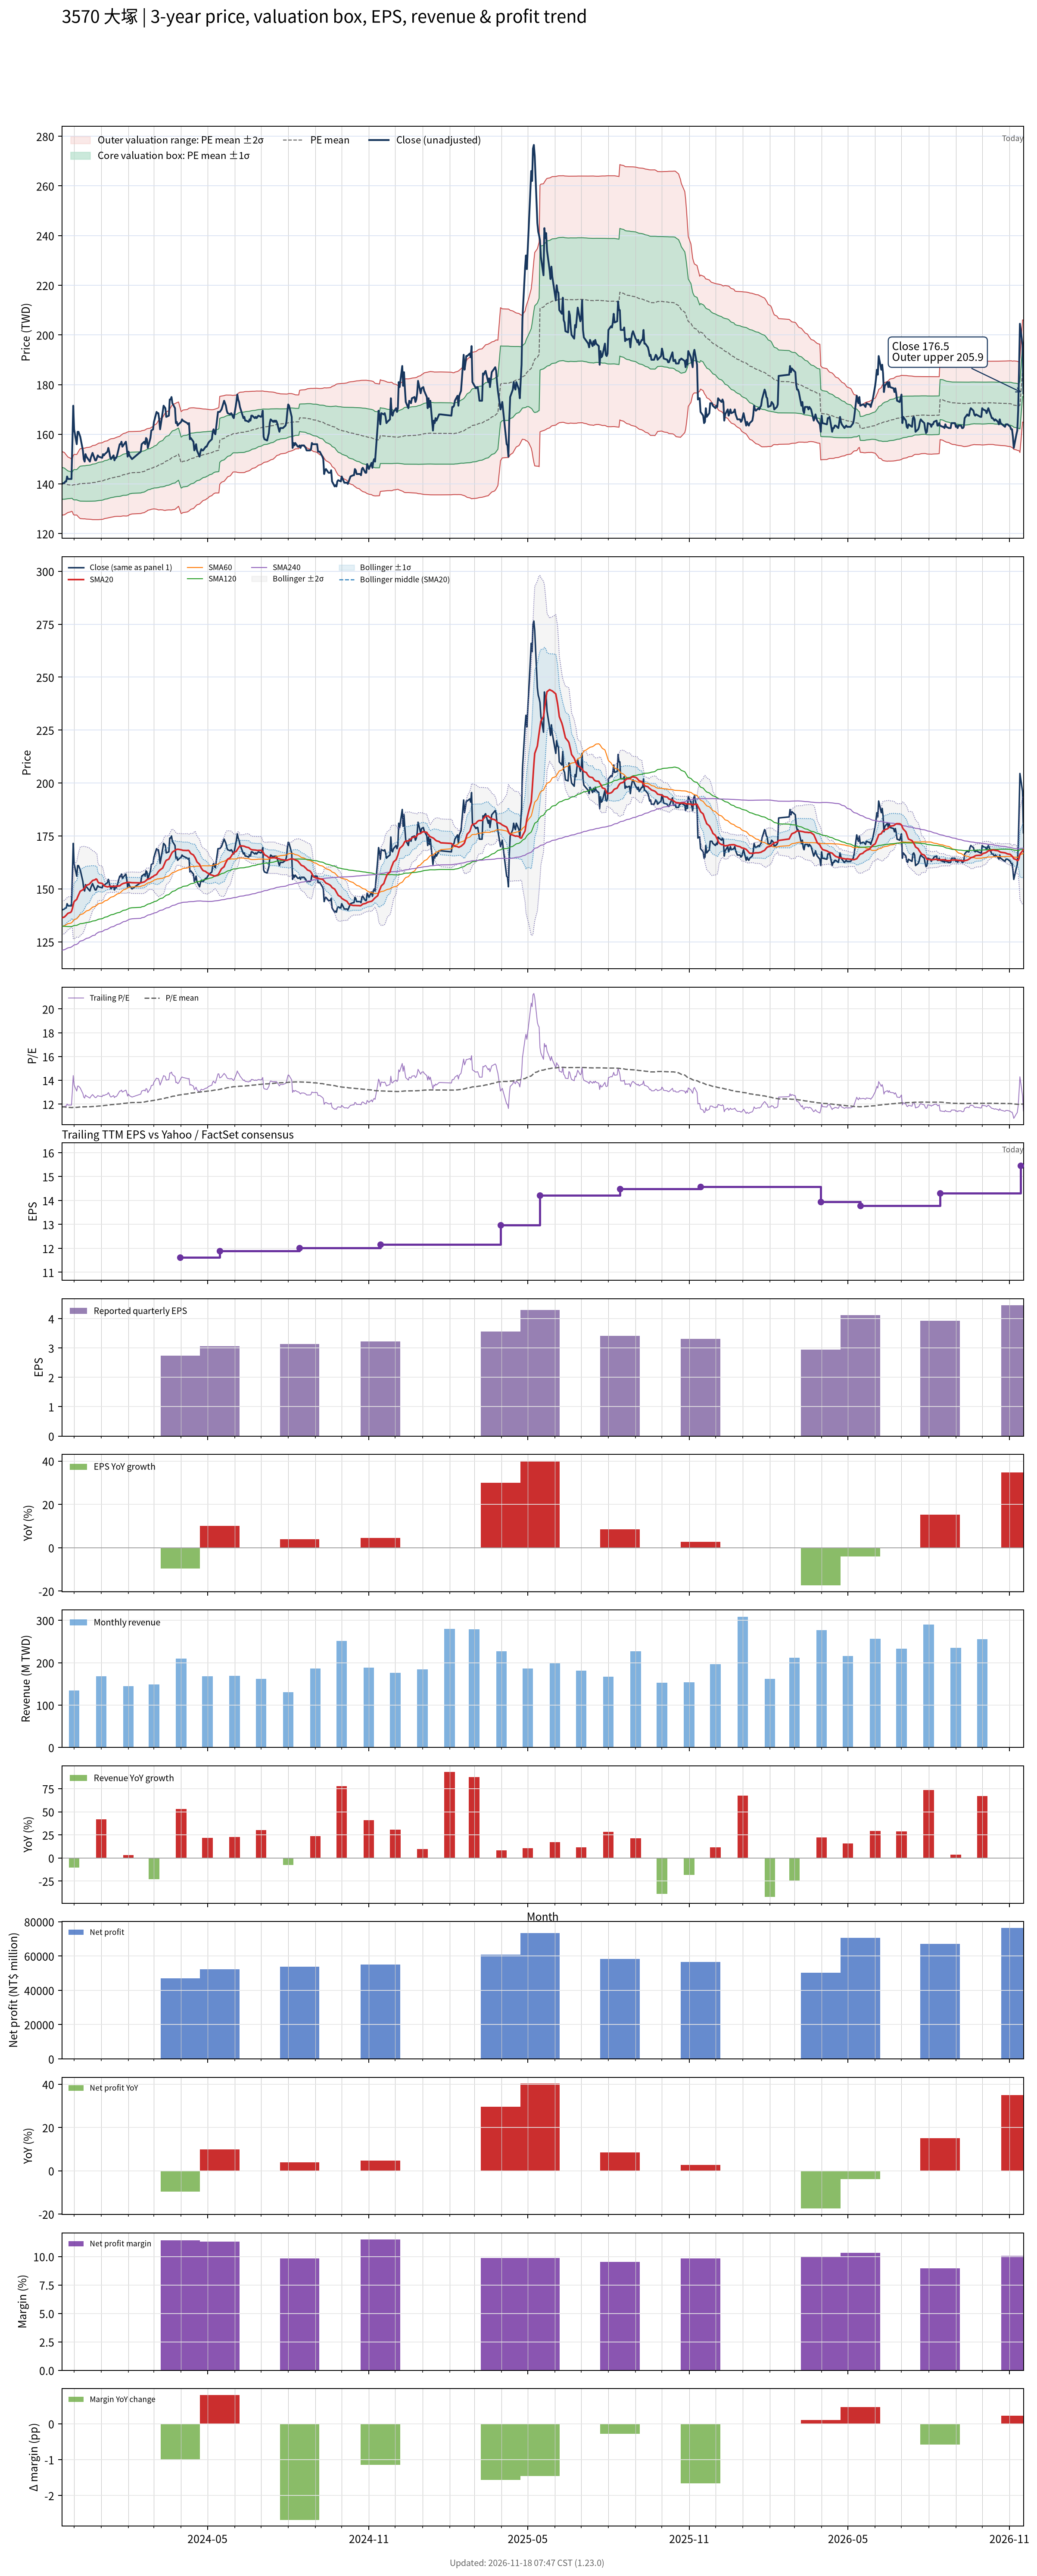 3570 大塚 | 3-year price, valuation box, EPS, revenue & profit trend
Outer valuation range: PE mean ±2σ
PE mean
Close (unadjusted)
Core valuation box: PE mean ±1σ
Today
Close 176.5
Outer upper 205.9
Price (TWD)
280
260
240
220
200
180
160
140
120
Close (same as panel 1)
SMA60
SMA240
Bollinger ±1σ
SMA20
SMA120
Bollinger ±2σ
Bollinger middle (SMA20)
Price
300
275
250
225
200
175
150
125
Trailing P/E
P/E mean
P/E
20
18
16
14
12
Trailing TTM EPS vs Yahoo / FactSet consensus
Today
EPS
16
15
14
13
12
11
Reported quarterly EPS
EPS
4
3
2
1
0
EPS YoY growth
YoY (%)
40
20
0
-20
Monthly revenue
Revenue (M TWD)
300
200
100
0
Revenue YoY growth
YoY (%)
75
50
25
0
-25
Month
Net profit
Net profit (NT$ million)
80000
60000
40000
20000
0
Net profit YoY
YoY (%)
40
20
0
-20
Net profit margin
Margin (%)
10.0
7.5
5.0
2.5
0.0
Margin YoY change
Δ margin (pp)
0
-1
-2
2024-05
2024-11
2025-05
2025-11
2026-05
2026-11
Updated: 2026-11-18 07:47 CST (1.23.0)